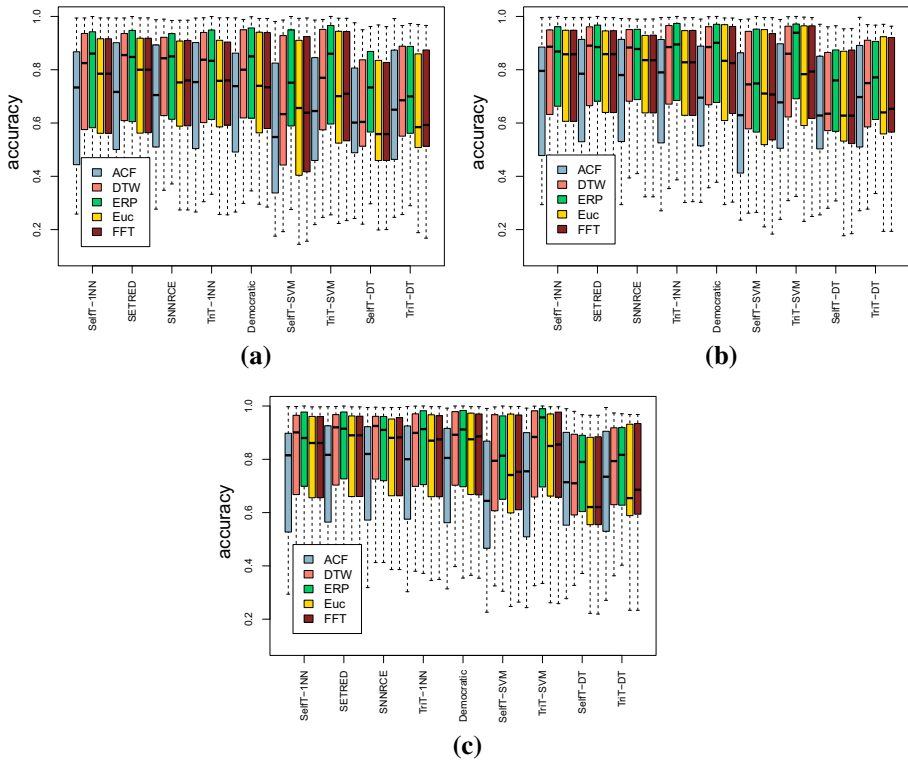 accuracy
1.0
0.8
0.6
0.4
0.2
ACF
DTW
ERP
Euc
FFT
SelfT-1NN
SETRED
SNNRCE
TriT-1NN
Democratic
SelfT-SVM
TriT-SVM
SelfT-DT
TriT-DT
(a)
accuracy
1.0
0.8
0.6
0.4
0.2
ACF
DTW
ERP
Euc
FFT
SelfT-1NN
SETRED
SNNRCE
TriT-1NN
Democratic
SelfT-SVM
TriT-SVM
SelfT-DT
TriT-DT
(b)
accuracy
1.0
0.8
0.6
0.4
0.2
ACF
DTW
ERP
Euc
FFT
SelfT-1NN
SETRED
SNNRCE
TriT-1NN
Democratic
SelfT-SVM
TriT-SVM
SelfT-DT
TriT-DT
(c)